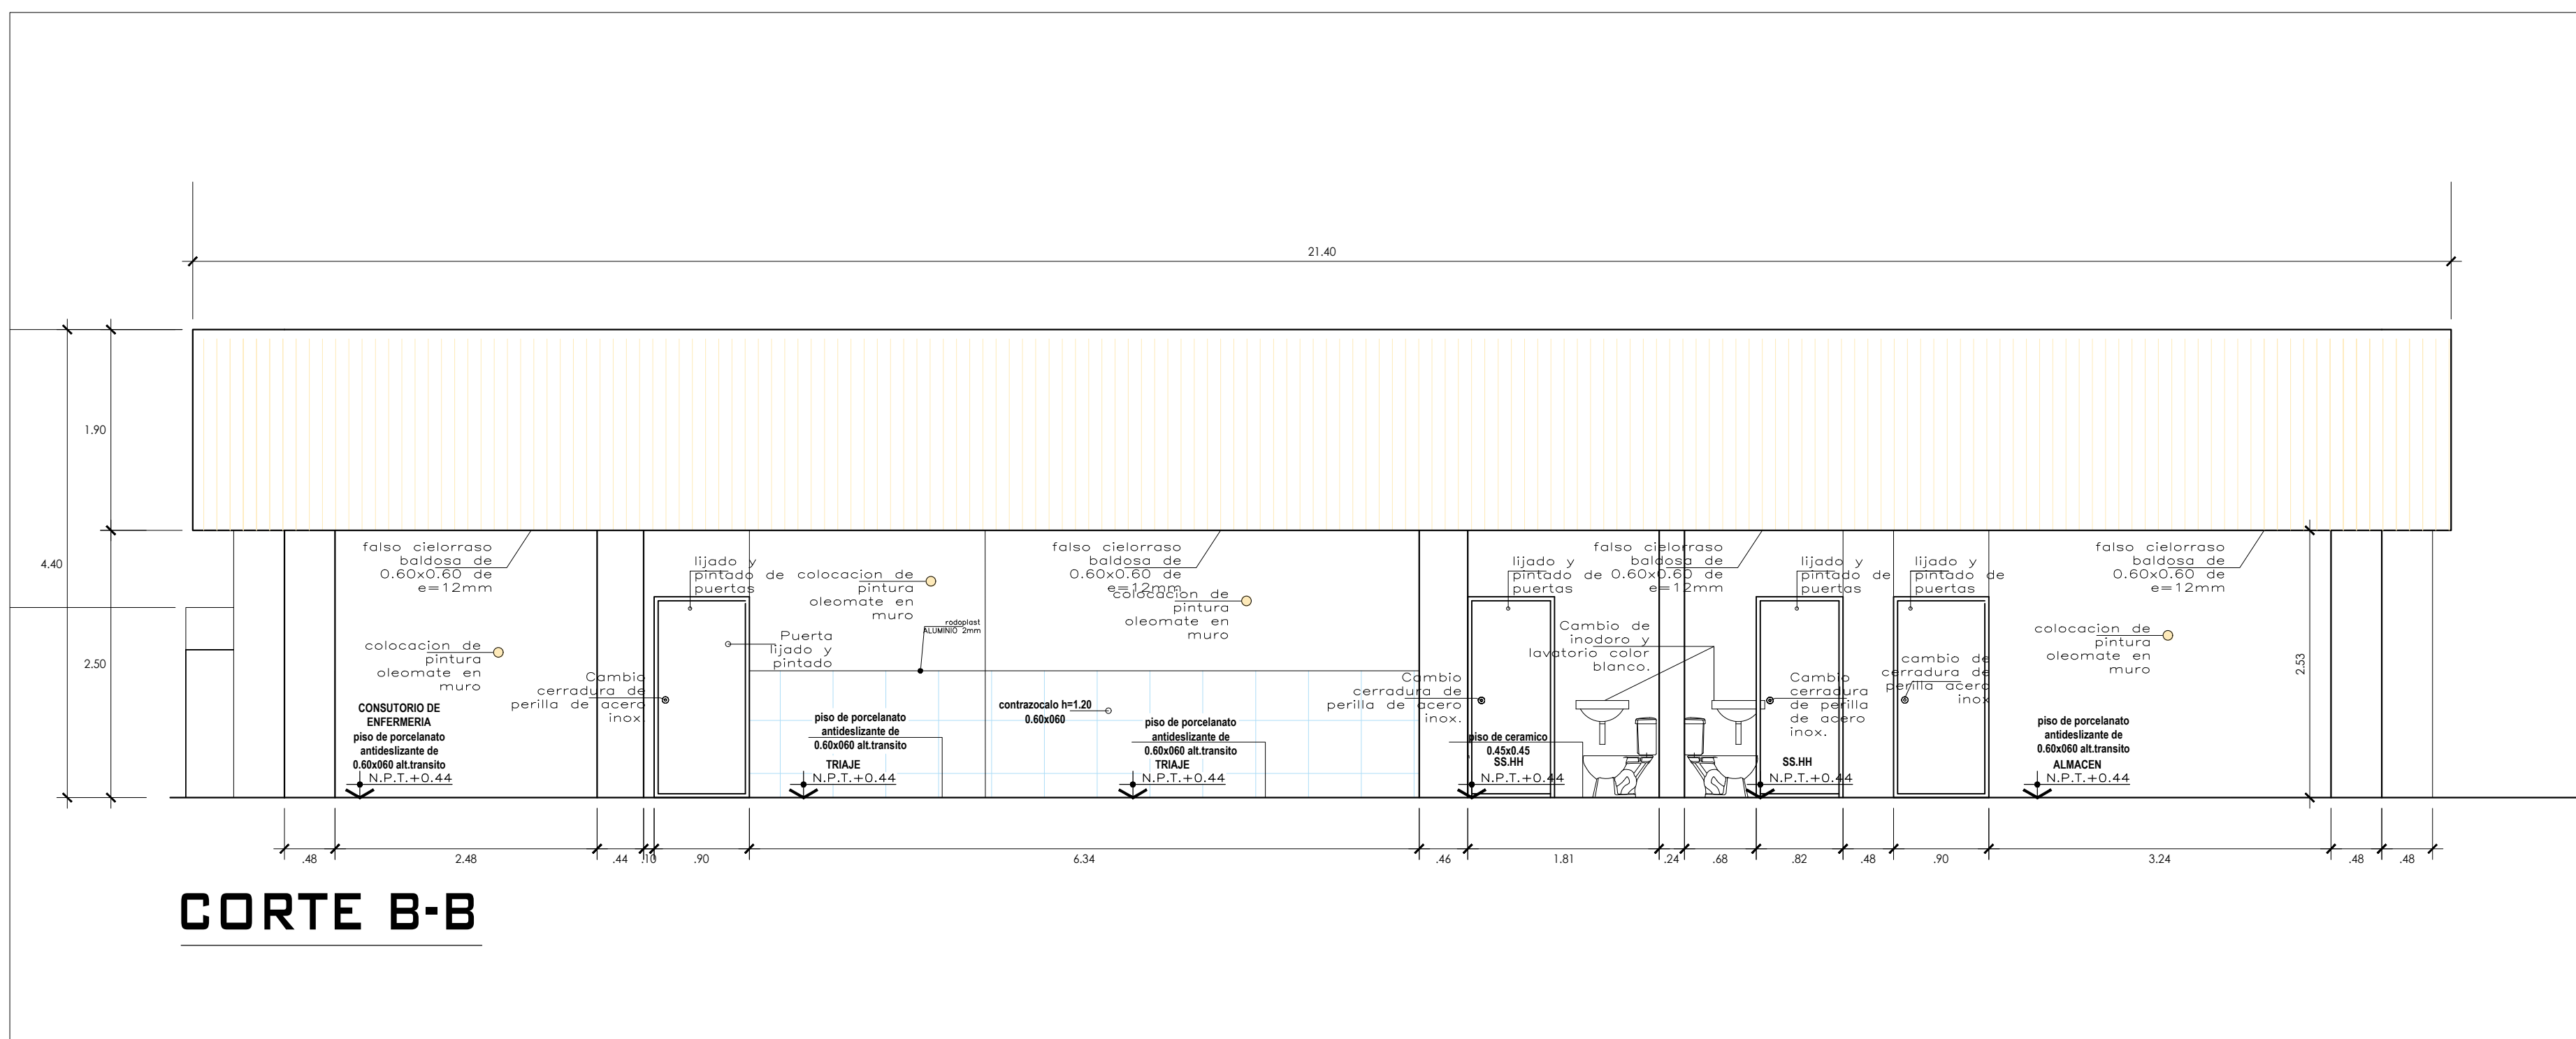 21.40
1.90
4.40
2.50
2.53
falso cielorraso
baldosa de
0.60x0.60 de
e=12mm
colocacion de
pintura
oleomate en
muro
CONSUTORIO DE
ENFERMERIA
piso de porcelanato
antideslizante de
0.60x060 alt.transito
N.P.T.+0.44
Cambio
cerradura de
perilla de acero
inox.
lijado y
pintado de
puertas
Puerta
lijado y
pintado
colocacion de
pintura
oleomate en
muro
rodoplast
ALUMINIO 2mm
piso de porcelanato
antideslizante de
0.60x060 alt.transito
TRIAJE
N.P.T.+0.44
contrazocalo h=1.20
0.60x060
falso cielorraso
baldosa de
0.60x0.60 de
e=12mm
colocacion de
pintura
oleomate en
muro
piso de porcelanato
antideslizante de
0.60x060 alt.transito
TRIAJE
N.P.T.+0.44
Cambio
cerradura de
perilla de acero
inox.
lijado y
pintado de
puertas
piso de ceramico
0.45x0.45
SS.HH
N.P.T.+0.44
falso cielorraso
baldosa de
0.60x0.60 de
e=12mm
Cambio de
inodoro y
lavatorio color
blanco.
lijado y
pintado de
puertas
Cambio
cerradura
de perilla
de acero
inox.
SS.HH
N.P.T.+0.44
lijado y
pintado de
puertas
cambio de
cerradura de
perilla acero
inox
falso cielorraso
baldosa de
0.60x0.60 de
e=12mm
colocacion de
pintura
oleomate en
muro
piso de porcelanato
antideslizante de
0.60x060 alt.transito
ALMACEN
N.P.T.+0.44
.48 2.48 .44 .10 .90 6.34 .46 1.81 .24 .68 .82 .48 .90 3.24 .48 .48
CORTE B-B